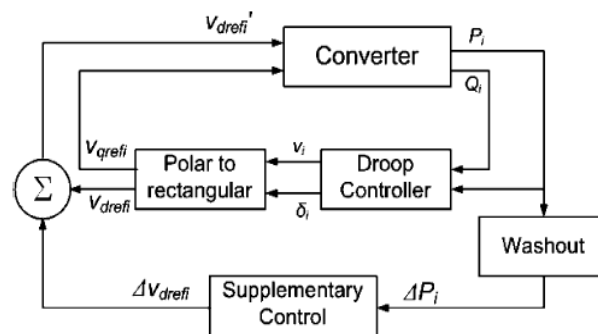 v_drefi'
Converter
P_i
Q_i
v_qrefi
Polar to
rectangular
v_i
Droop
Controller
Σ
v_drefi
δ_i
Washout
Δv_drefi
Supplementary
Control
ΔP_i